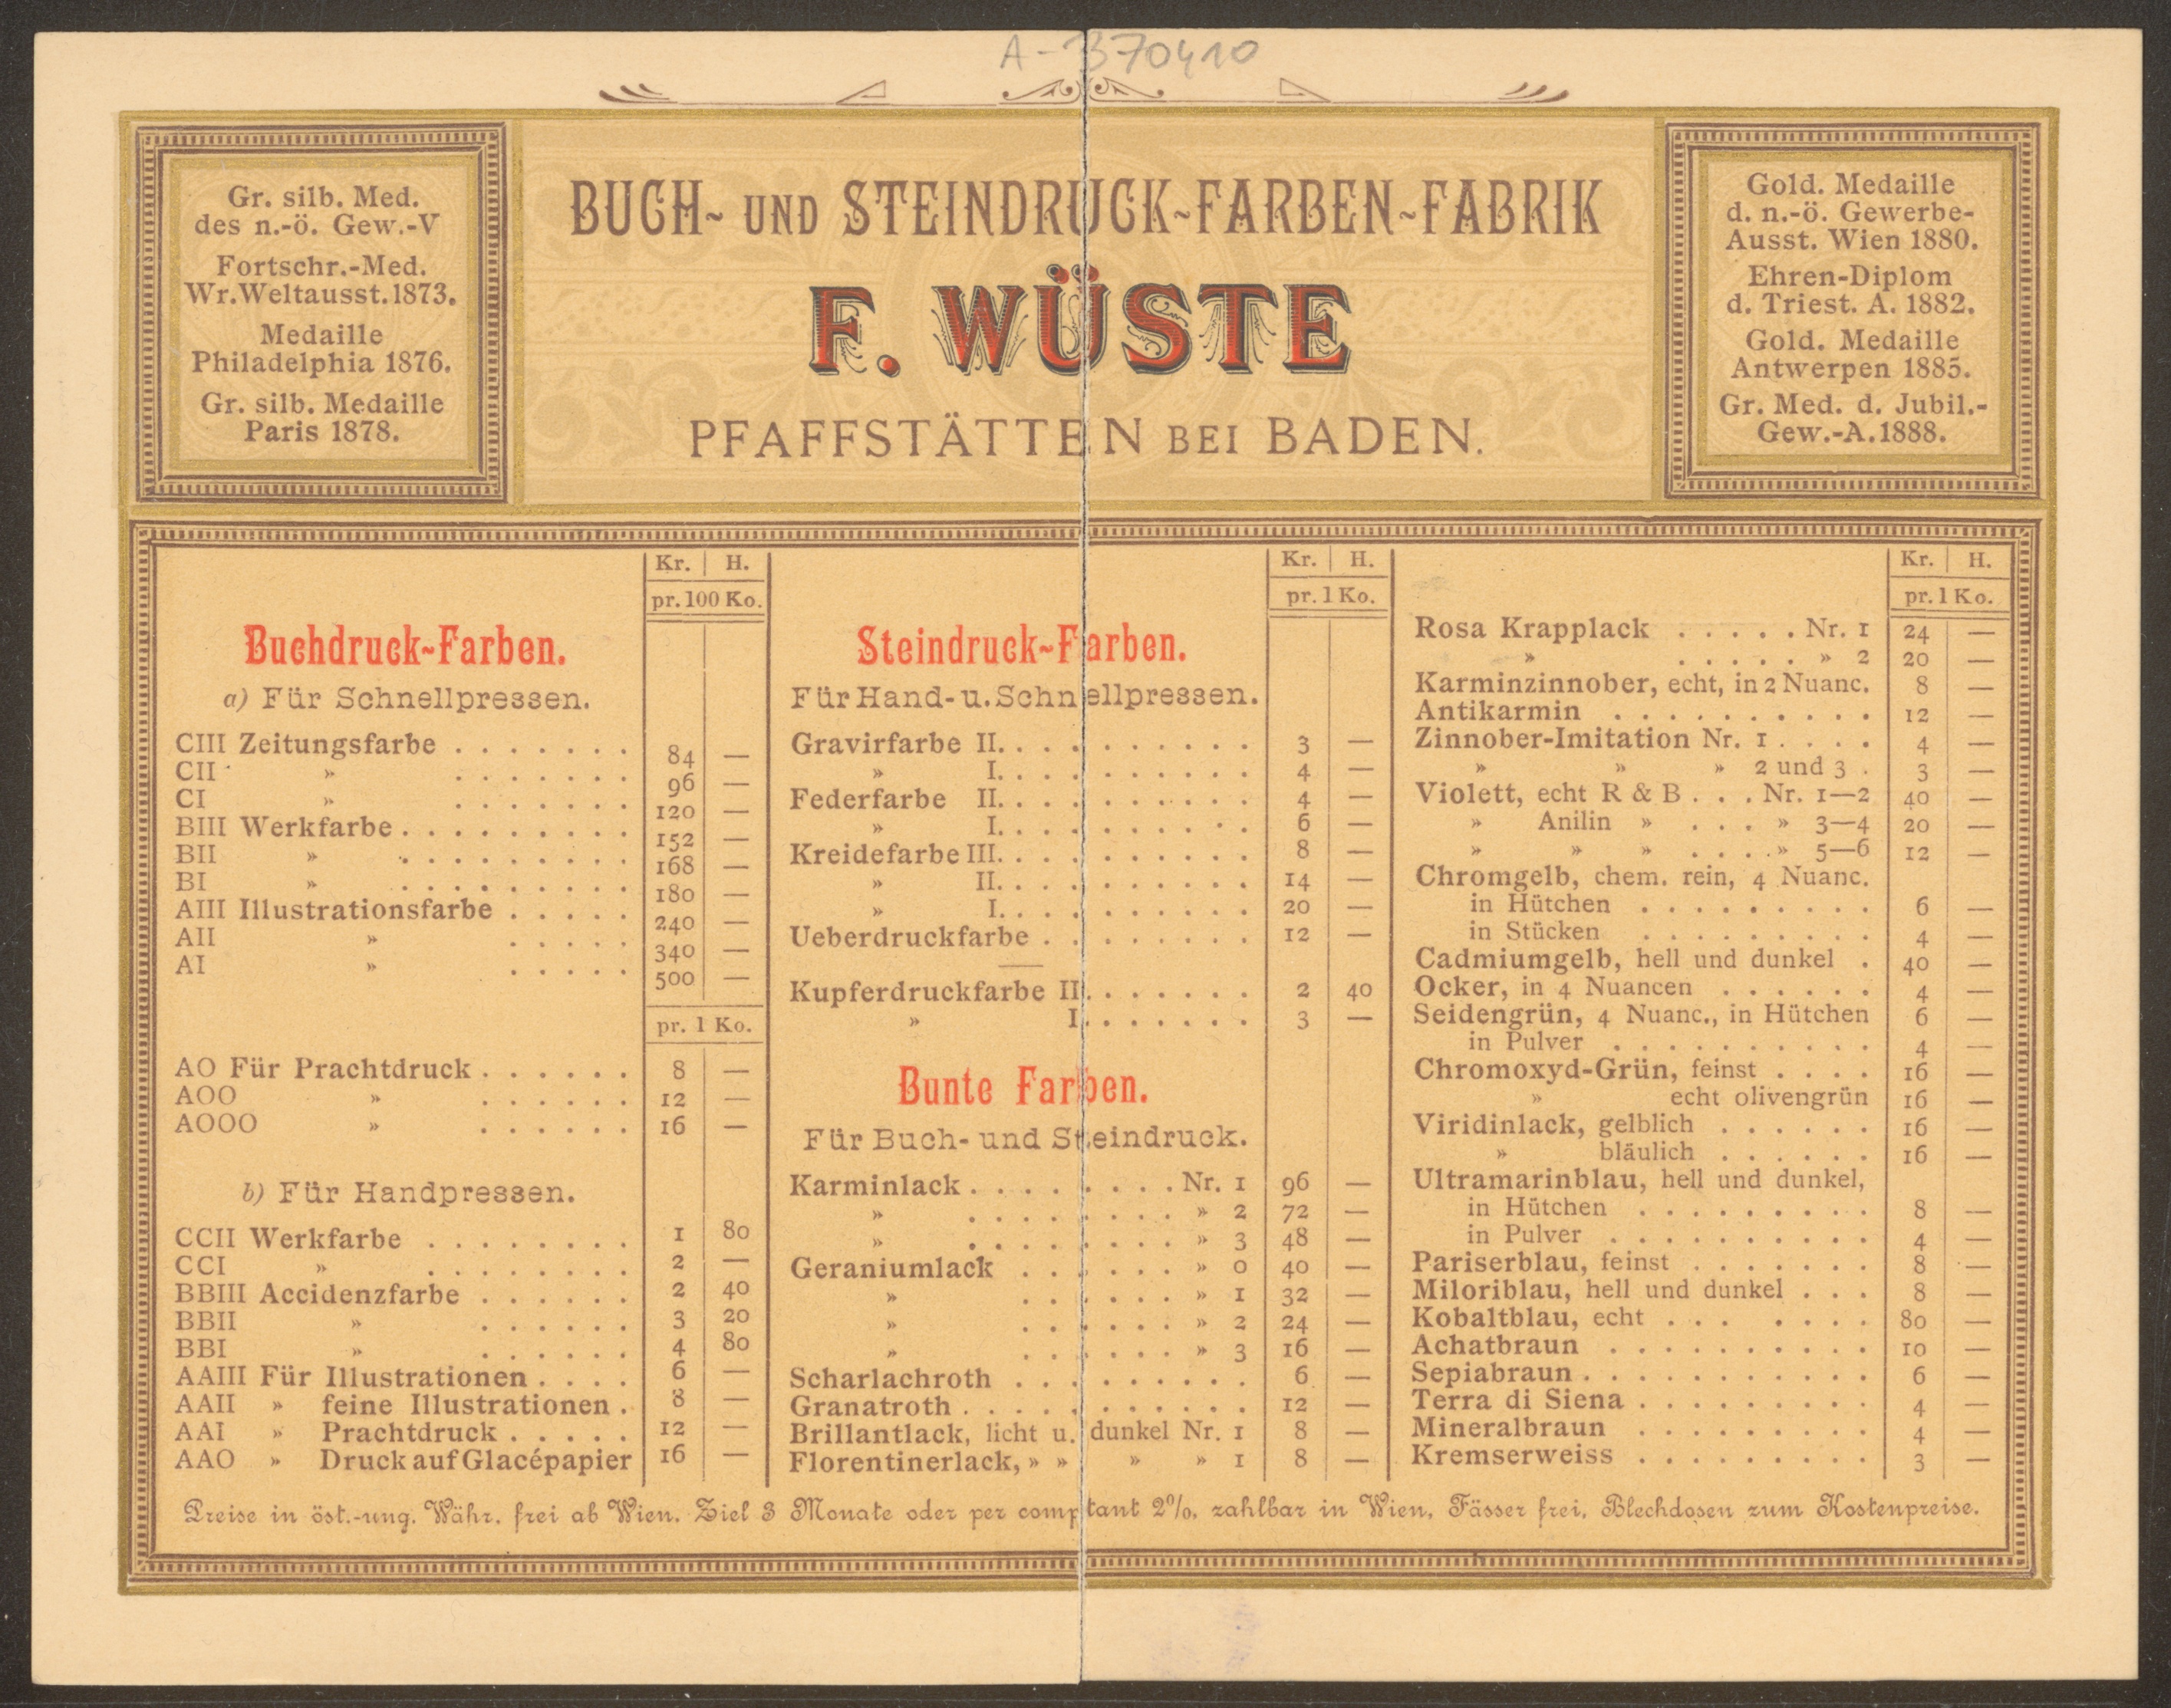 A-3370410
Gr. silb. Med.
des n.-ö. Gew.-V
Fortschr.-Med.
Wr. Weltausst. 1873.
Medaille
Philadelphia 1876.
Gr. silb. Medaille
Paris 1878.
BUCH- UND STEINDRUCK-FARBEN-FABRIK
F. WÜSTE
PFAFFSTÄTTEN BEI BADEN.
Gold. Medaille
d. n.-ö. Gewerbe-
Ausst. Wien 1880.
Ehren-Diplom
d. Triest. A. 1882.
Gold. Medaille
Antwerpen 1885.
Gr. Med. d. Jubil.-
Gew.-A. 1888.
Kr. H.
pr. 100 Ko.
Buchdruck-Farben.
a) Für Schnellpressen.
CIII Zeitungsfarbe . . . . . . . 84 —
CII » . . . . . . . 96 —
CI » . . . . . . . 120 —
BIII Werkfarbe . . . . . . . . . 152 —
BII » . . . . . . . . . 168 —
BI » . . . . . . . . . 180 —
AIII Illustrationsfarbe . . . . . 240 —
AII » . . . . . 340 —
AI » . . . . . 500 —
pr. 1 Ko.
AO Für Prachtdruck . . . . . . 8 —
AOO » . . . . . . 12 —
AOOO » . . . . . . 16 —
b) Für Handpressen.
CCII Werkfarbe . . . . . . . . 1 80
CCI » . . . . . . . . 2 —
BBIII Accidenzfarbe . . . . . . 2 40
BBII » . . . . . . 3 20
BBI » . . . . . . 4 80
AAIII Für Illustrationen . . . . 6 —
AAII » feine Illustrationen . 8 —
AAI » Prachtdruck . . . . . 12 —
AAO » Druck auf Glacépapier 16 —
Kr. H.
pr. 1 Ko.
Steindruck-Farben.
Für Hand- u. Schnellpressen.
Gravirfarbe II. . . . . . . . . . . 3 —
» I. . . . . . . . . . . 4 —
Federfarbe II. . . . . . . . . . . 4 —
» I. . . . . . . . . . . 6 —
Kreidefarbe III. . . . . . . . . . . 8 —
» II. . . . . . . . . . . 14 —
» I. . . . . . . . . . . 20 —
Ueberdruckfarbe . . . . . . . . . 12 —
Kupferdruckfarbe II . . . . . . . 2 40
» I . . . . . . . 3 —
Bunte Farben.
Für Buch- und Steindruck.
Karminlack . . . . . . . . Nr. 1 96 —
» . . . . . . . . » 2 72 —
» . . . . . . . . » 3 48 —
Geraniumlack . . . . . . » 0 40 —
» . . . . . . » 1 32 —
» . . . . . . » 2 24 —
» . . . . . . » 3 16 —
Scharlachroth . . . . . . . . . 6 —
Granatroth . . . . . . . . . . . 12 —
Brillantlack, licht u. dunkel Nr. 1 8 —
Florentinerlack, » » » » 1 8 —
Kr. H.
pr. 1 Ko.
Rosa Krapplack . . . . . Nr. 1 24 —
» . . . . . » 2 20 —
Karminzinnober, echt, in 2 Nuanc. 8 —
Antikarmin . . . . . . . . . . 12 —
Zinnober-Imitation Nr. 1 . . . . 4 —
» » » 2 und 3 . 3 —
Violett, echt R & B . . . Nr. 1—2 40 —
» Anilin » . . . » 3—4 20 —
» » » . . . . » 5—6 12 —
Chromgelb, chem. rein, 4 Nuanc.
in Hütchen . . . . . . . . . 6 —
in Stücken . . . . . . . . . 4 —
Cadmiumgelb, hell und dunkel . 40 —
Ocker, in 4 Nuancen . . . . . . 4 —
Seidengrün, 4 Nuanc., in Hütchen 6 —
in Pulver . . . . . . . . . . 4 —
Chromoxyd-Grün, feinst . . . . 16 —
» echt olivengrün 16 —
Viridinlack, gelblich . . . . . . 16 —
» bläulich . . . . . . 16 —
Ultramarinblau, hell und dunkel,
in Hütchen . . . . . . . . . 8 —
in Pulver . . . . . . . . . . 4 —
Pariserblau, feinst . . . . . . . 8 —
Miloriblau, hell und dunkel . . . 8 —
Kobaltblau, echt . . . . . . . 80 —
Achatbraun . . . . . . . . . . 10 —
Sepiabraun . . . . . . . . . . . 6 —
Terra di Siena . . . . . . . . . 4 —
Mineralbraun . . . . . . . . . 4 —
Kremserweiss . . . . . . . . . 3 —
Preise in öst.-ung. Währ. frei ab Wien. Ziel 3 Monate oder per comptant 2%, zahlbar in Wien, Fässer frei, Blechdosen zum Kostenpreise.